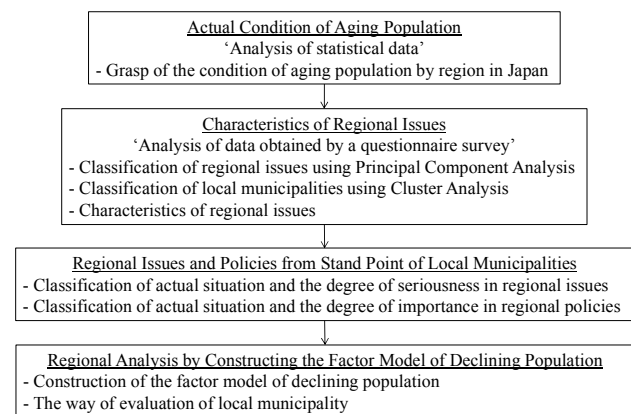 Actual Condition of Aging Population
‘Analysis of statistical data’
- Grasp of the condition of aging population by region in Japan
Characteristics of Regional Issues
‘Analysis of data obtained by a questionnaire survey’
- Classification of regional issues using Principal Component Analysis
- Classification of local municipalities using Cluster Analysis
- Characteristics of regional issues
Regional Issues and Policies from Stand Point of Local Municipalities
- Classification of actual situation and the degree of seriousness in regional issues
- Classification of actual situation and the degree of importance in regional policies
Regional Analysis by Constructing the Factor Model of Declining Population
- Construction of the factor model of declining population
- The way of evaluation of local municipality